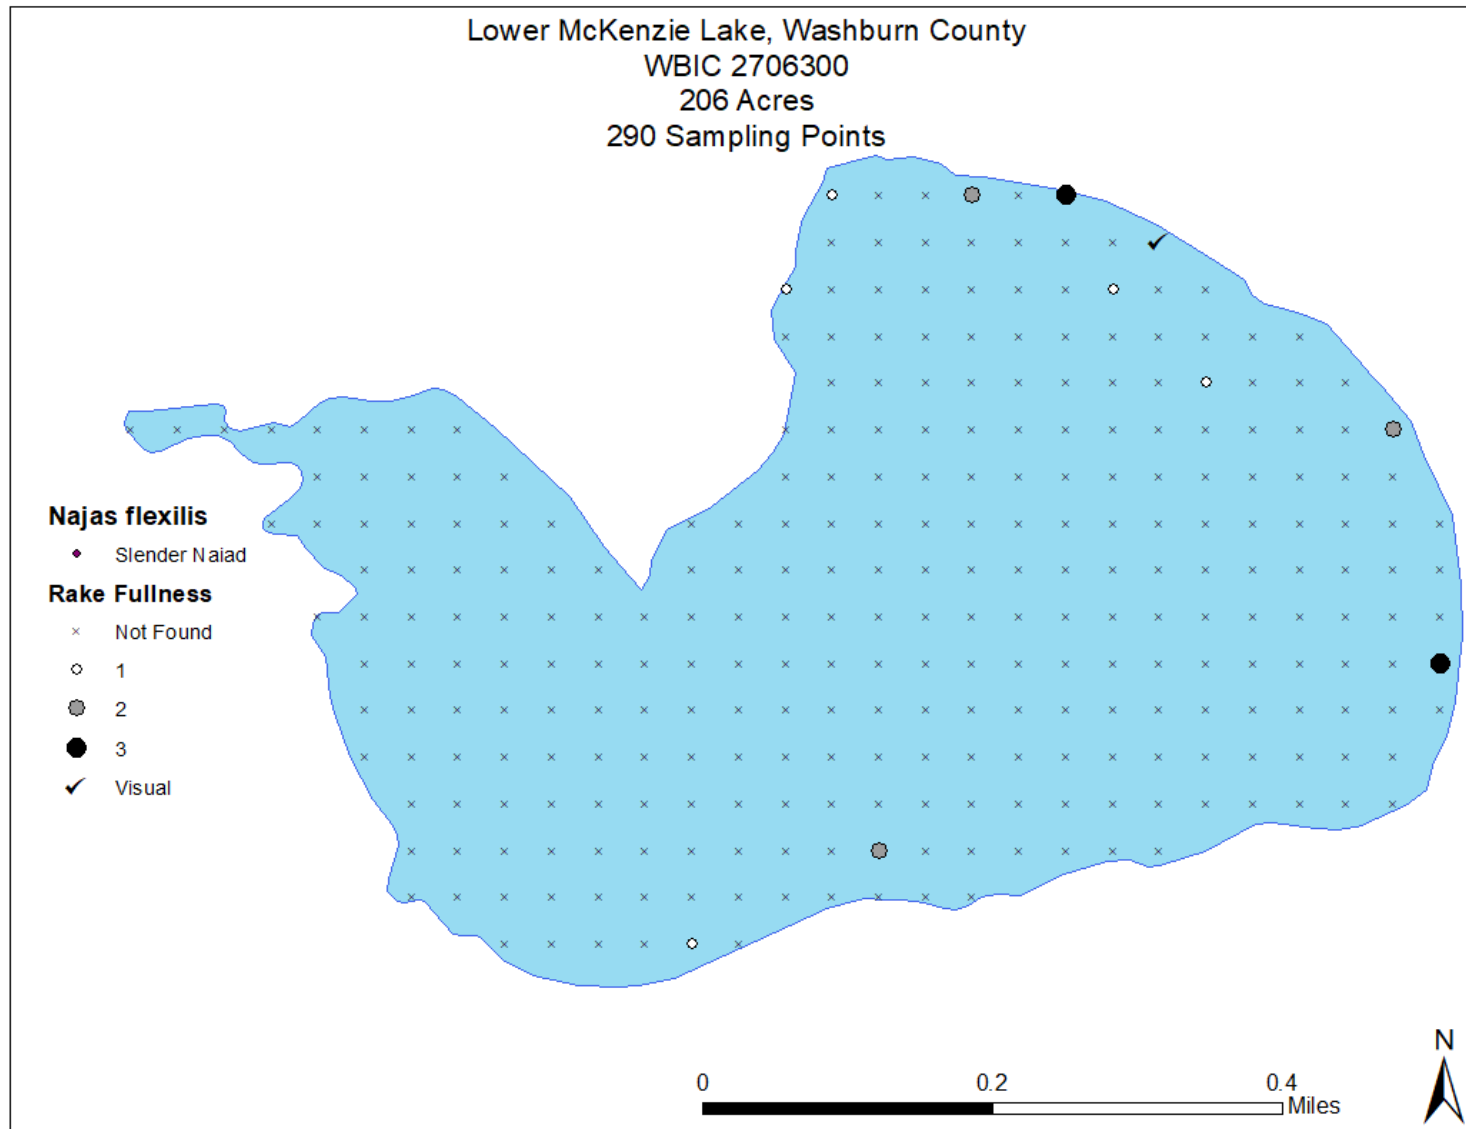 Lower McKenzie Lake, Washburn County
WBIC 2706300
206 Acres
290 Sampling Points
Najas flexilis
Slender Naiad
Rake Fullness
Not Found
1
2
3
Visual
N
0 0.2 0.4
Miles